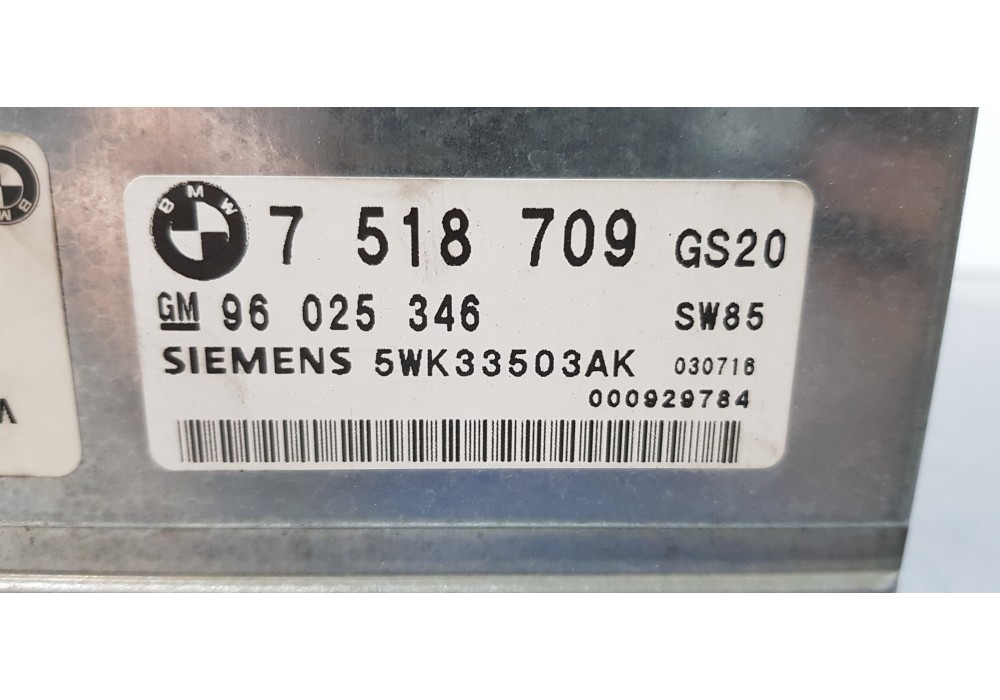 BMW 7 518 709 GS20
GM 96 025 346 SW85
SIEMENS 5WK33503AK 030716
000929784